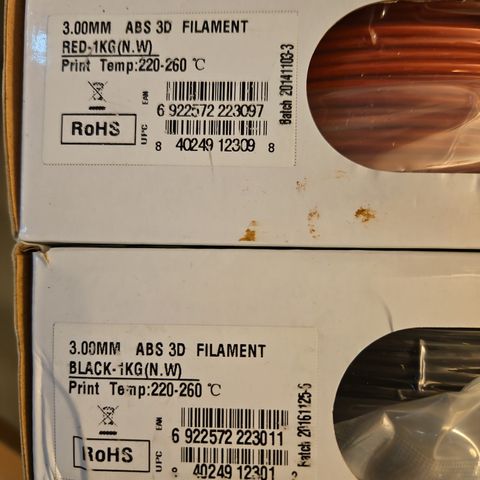 3.00MM ABS 3D FILAMENT
RED-1KG(N.W)
Print Temp:220-260 ℃
EAN
6 922572 223097
RoHS
UPC
8 40249 12309 8
Batch 20141103-3
3.00MM ABS 3D FILAMENT
BLACK-1KG(N.W)
Print Temp:220-260 ℃
EAN
6 922572 223011
RoHS
UPC
40249 12301
Batch 20161125-5